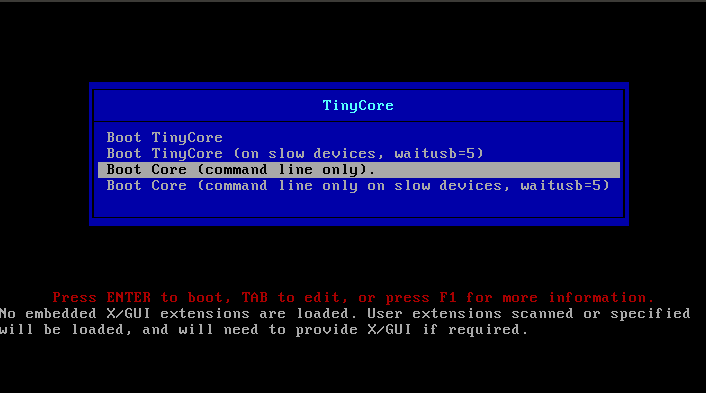 TinyCore
Boot TinyCore
Boot TinyCore (on slow devices, waitusb=5)
Boot Core (command line only).
Boot Core (command line only on slow devices, waitusb=5)
Press ENTER to boot, TAB to edit, or press F1 for more information.
No embedded X/GUI extensions are loaded. User extensions scanned or specified
will be loaded, and will need to provide X/GUI if required.